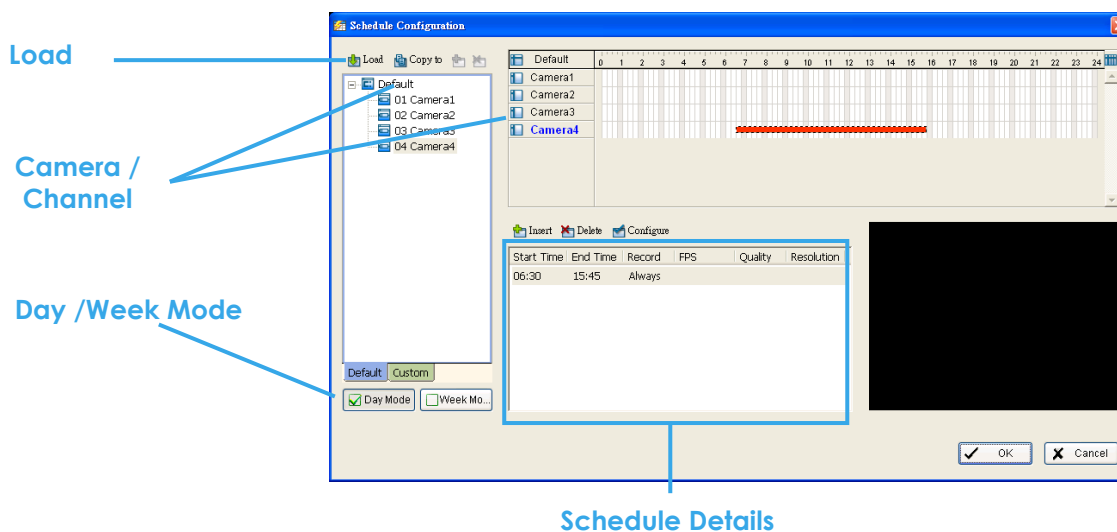 Schedule Configuration
Load
Load Copy to
Default 0 1 2 3 4 5 6 7 8 9 10 11 12 13 14 15 16 17 18 19 20 21 22 23 24
Default
01 Camera1
02 Camera2
03 Camera3
04 Camera4
Camera1
Camera2
Camera3
Camera4
Camera /
Channel
Insert Delete Configure
Start Time End Time Record FPS Quality Resolution
06:30 15:45 Always
Day /Week Mode
Default Custom
Day Mode Week Mo...
OK Cancel
Schedule Details